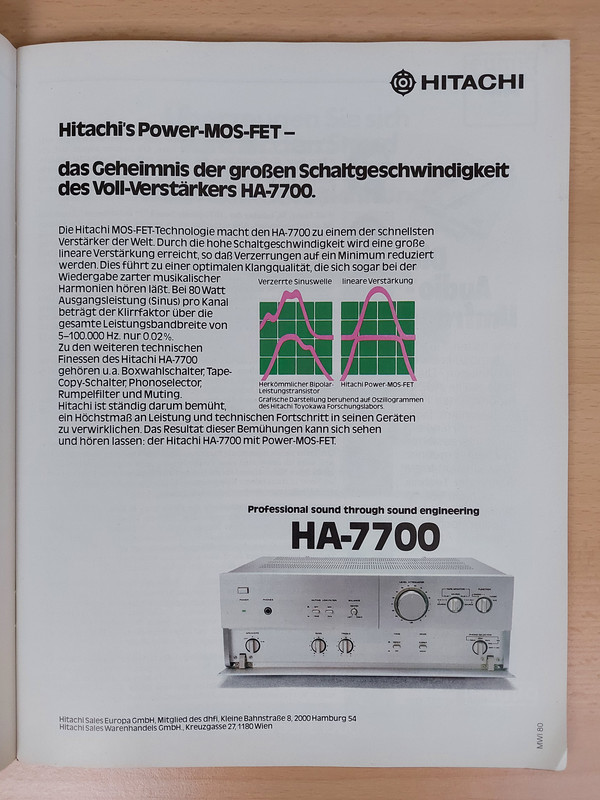 HITACHI
Hitachi's Power-MOS-FET –
das Geheimnis der großen Schaltgeschwindigkeit
des Voll-Verstärkers HA-7700.
Die Hitachi MOS-FET-Technologie macht den HA-7700 zu einem der schnellsten
Verstärker der Welt. Durch die hohe Schaltgeschwindigkeit wird eine große
lineare Verstärkung erreicht, so daß Verzerrungen auf ein Minimum reduziert
werden. Dies führt zu einer optimalen Klangqualität, die sich sogar bei der
Wiedergabe zarter musikalischer
Harmonien hören läßt. Bei 80 Watt
Ausgangsleistung (Sinus) pro Kanal
beträgt der Klirrfaktor über die
gesamte Leistungsbandbreite von
5–100.000 Hz. nur 0.02%.
Zu den weiteren technischen
Finessen des Hitachi HA-7700
gehören u. a. Boxwahlschalter, Tape-
Copy-Schalter, Phonoselector,
Rumpelfilter und Muting.
Hitachi ist ständig darum bemüht,
ein Höchstmaß an Leistung und technischen Fortschritt in seinen Geräten
zu verwirklichen. Das Resultat dieser Bemühungen kann sich sehen
und hören lassen: der Hitachi HA-7700 mit Power-MOS-FET.
Verzerrte Sinuswelle
lineare Verstärkung
Herkömmlicher Bipolar-
Leistungstransistor
Hitachi Power-MOS-FET
Grafische Darstellung beruhend auf Oszillogrammen
des Hitachi Toyokawa Forschungslabors.
Professional sound through sound engineering
HA-7700
Hitachi Sales Europa GmbH, Mitglied des dhfi, Kleine Bahnstraße 8, 2000 Hamburg 54
Hitachi Sales Warenhandels GmbH., Kreuzgasse 27, 1180 Wien
MWI 80